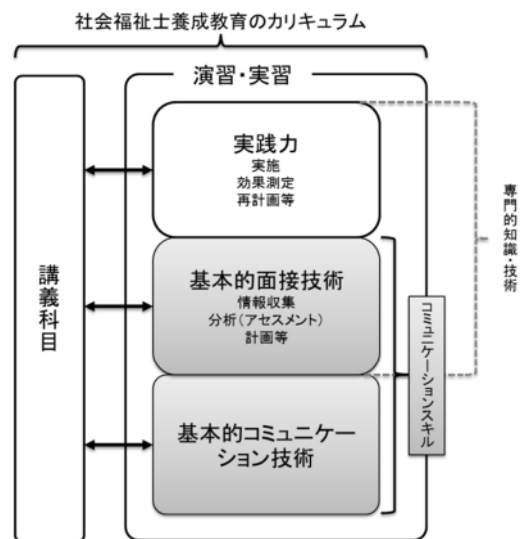 社会福祉士養成教育のカリキュラム
演習・実習
実践力
実施
効果測定
再計画等
専門的知識・技術
講義科目
基本的面接技術
情報収集
分析(アセスメント)
計画等
コミュニケーションスキル
基本的コミュニケー
ション技術